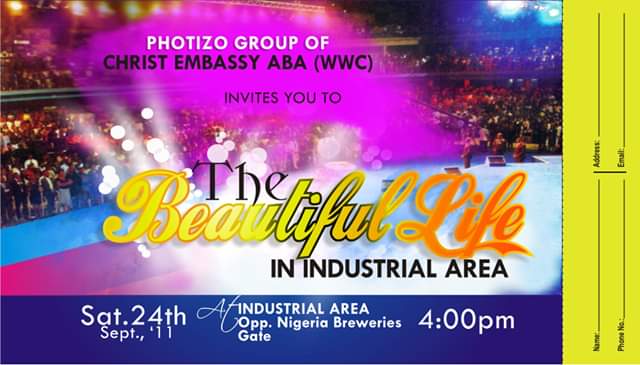 PHOTIZO GROUP OF
CHRIST EMBASSY ABA (WWC)
INVITES YOU TO
The
Beautiful Life
IN INDUSTRIAL AREA
Sat.24th
Sept., '11
At
INDUSTRIAL AREA
Opp. Nigeria Breweries
Gate
4:00pm
Name:
Address:
Phone No.:
Email: